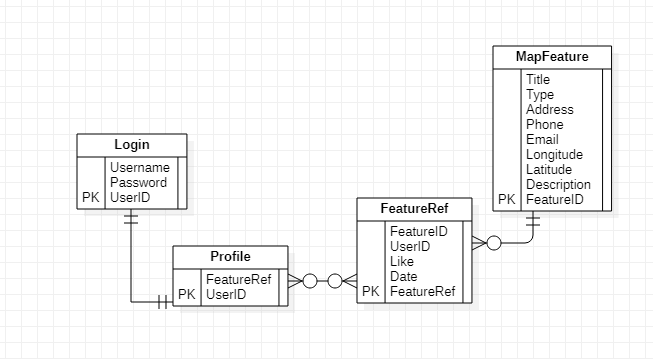 MapFeature
Title
Type
Address
Phone
Email
Longitude
Latitude
Description
PK FeatureID
Login
Username
Password
PK UserID
FeatureRef
FeatureID
UserID
Like
Date
PK FeatureRef
Profile
FeatureRef
PK UserID